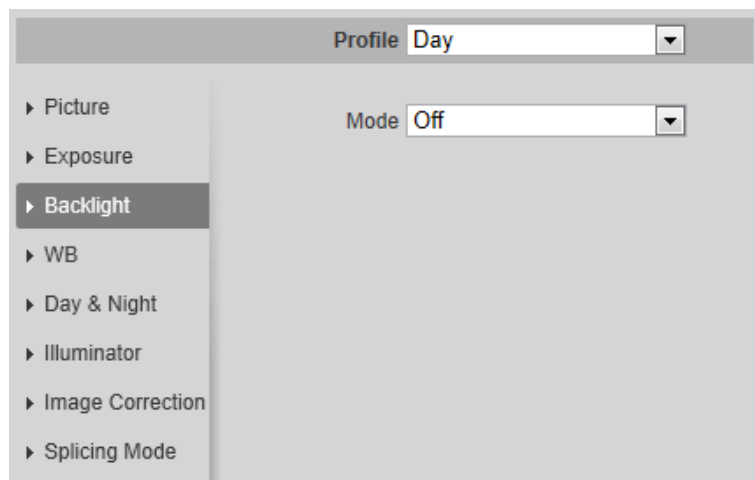 Profile Day
Picture
Mode Off
Exposure
Backlight
WB
Day & Night
Illuminator
Image Correction
Splicing Mode